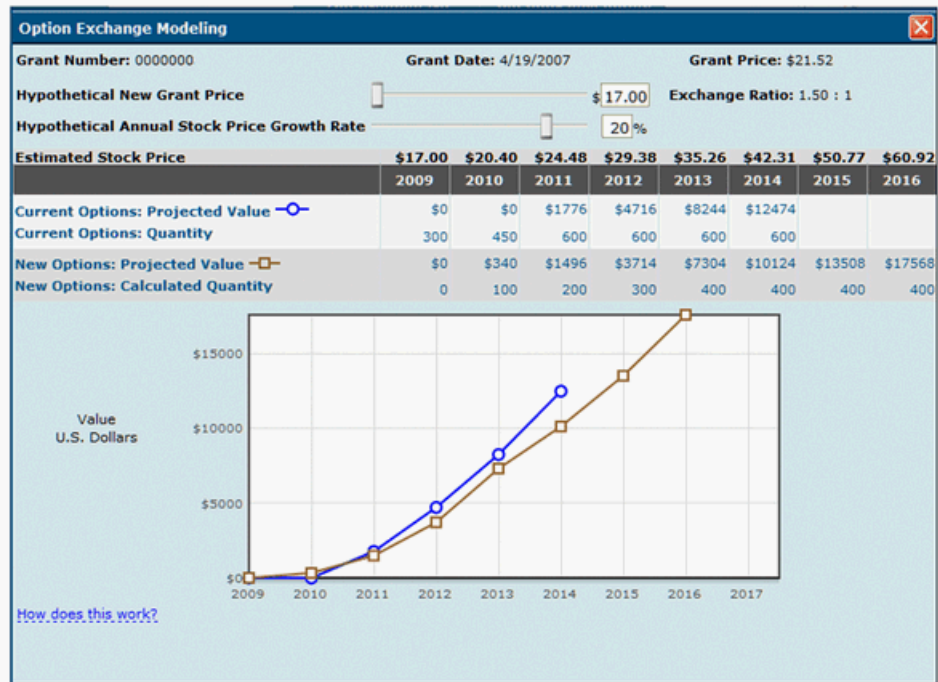 Option Exchange Modeling
Grant Number: 0000000 Grant Date: 4/19/2007 Grant Price: $21.52
Hypothetical New Grant Price $ 17.00 Exchange Ratio: 1.50 : 1
Hypothetical Annual Stock Price Growth Rate 20 %
Estimated Stock Price $17.00 $20.40 $24.48 $29.38 $35.26 $42.31 $50.77 $60.92
2009 2010 2011 2012 2013 2014 2015 2016
Current Options: Projected Value $0 $0 $1776 $4716 $8244 $12474
Current Options: Quantity 300 450 600 600 600 600
New Options: Projected Value $0 $340 $1496 $3714 $7304 $10124 $13508 $17568
New Options: Calculated Quantity 0 100 200 300 400 400 400 400
$15000
Value
U.S. Dollars
$10000
$5000
$0
2009 2010 2011 2012 2013 2014 2015 2016 2017
How does this work?